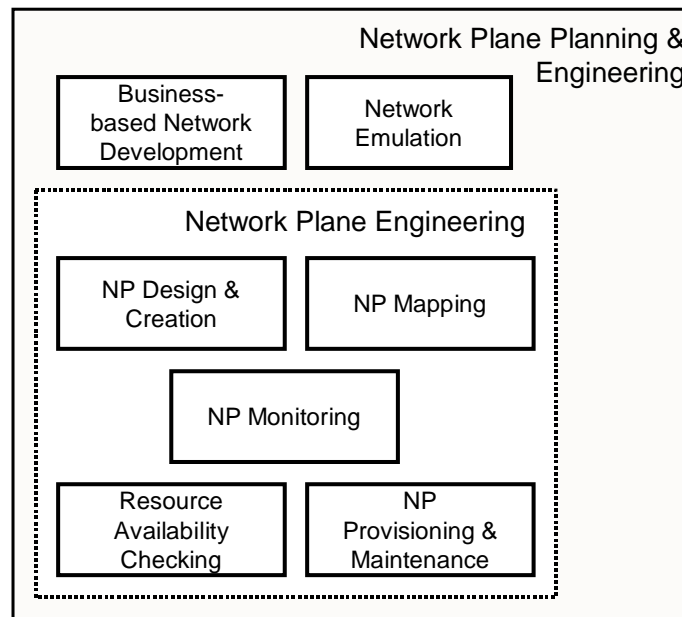 Network Plane Planning &
Engineering
Business-
based Network
Development
Network
Emulation
Network Plane Engineering
NP Design &
Creation
NP Mapping
NP Monitoring
Resource
Availability
Checking
NP
Provisioning &
Maintenance